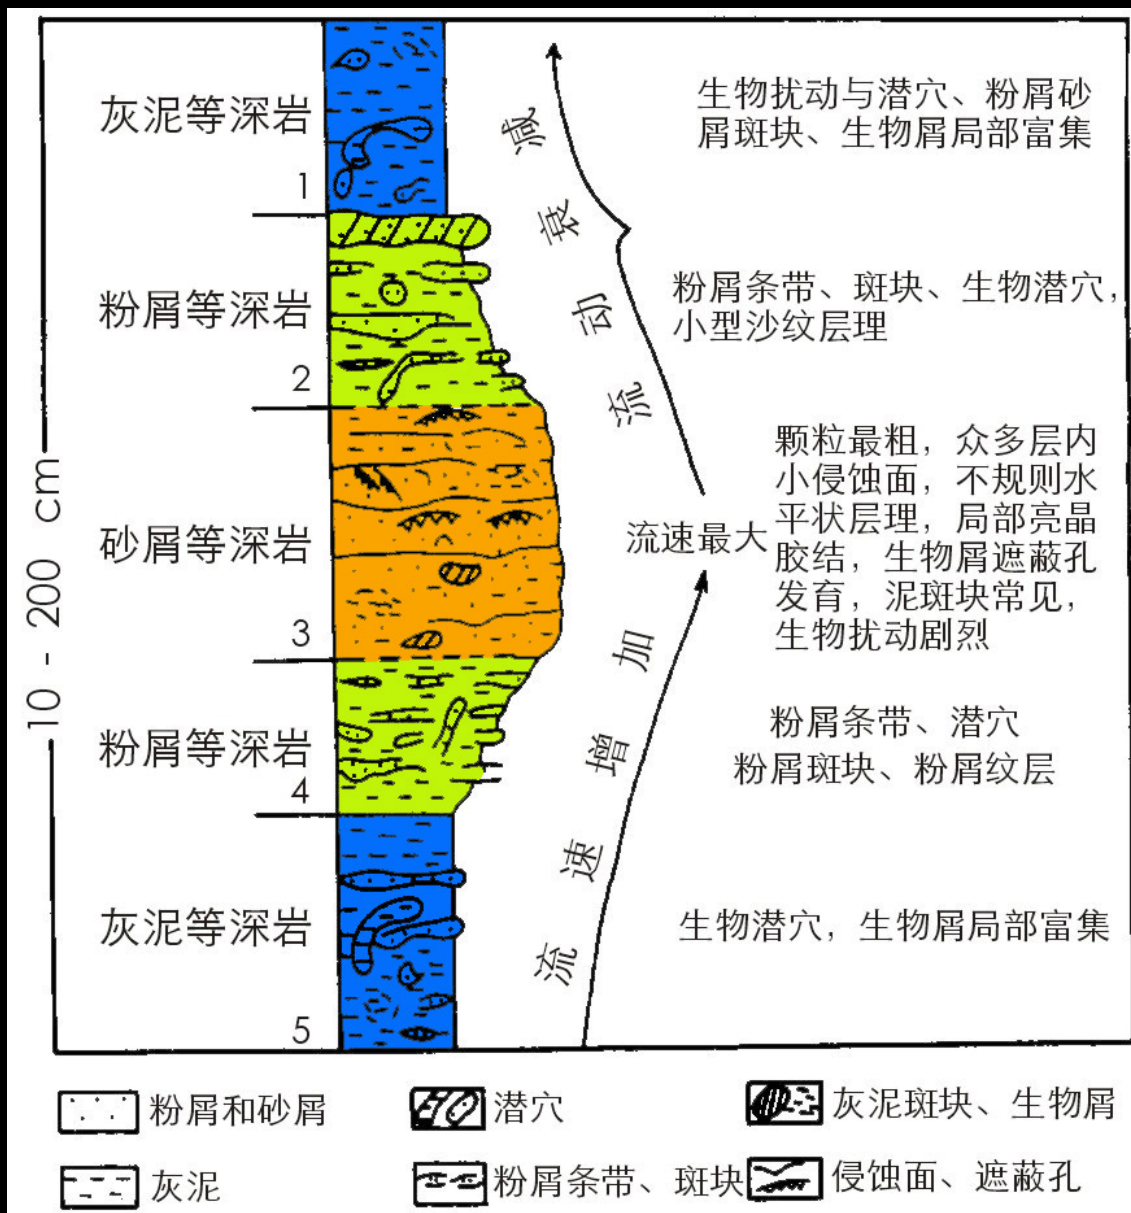 灰泥等深岩
1
粉屑等深岩
2
砂屑等深岩
3
粉屑等深岩
4
灰泥等深岩
5
10 - 200 cm
流速增加
流速最大
流动衰减
生物扰动与潜穴、粉屑砂
屑斑块、生物屑局部富集
粉屑条带、斑块、生物潜穴,
小型沙纹层理
颗粒最粗，众多层内
小侵蚀面，不规则水
平状层理，局部亮晶
胶结，生物屑遮蔽孔
发育，泥斑块常见，
生物扰动剧烈
粉屑条带、潜穴
粉屑斑块、粉屑纹层
生物潜穴，生物屑局部富集
粉屑和砂屑
潜穴
灰泥斑块、生物屑
灰泥
粉屑条带、斑块
侵蚀面、遮蔽孔